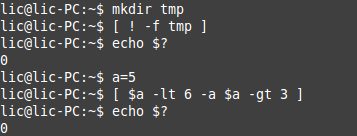 lic@lic-PC:~$ mkdir tmp
lic@lic-PC:~$ [ ! -f tmp ]
lic@lic-PC:~$ echo $?
0
lic@lic-PC:~$ a=5
lic@lic-PC:~$ [ $a -lt 6 -a $a -gt 3 ]
lic@lic-PC:~$ echo $?
0